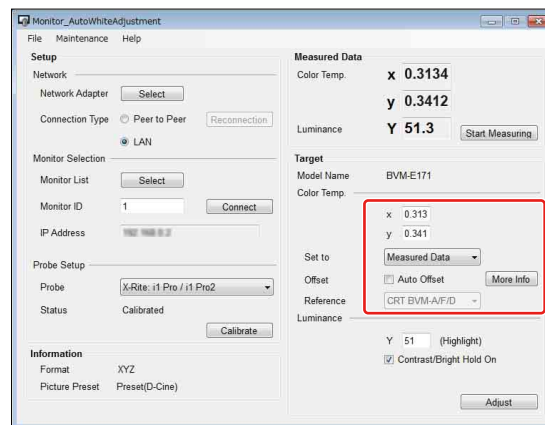 Monitor_AutoWhiteAdjustment
File Maintenance Help
Setup
Network
Network Adapter Select
Connection Type Peer to Peer Reconnection
LAN
Monitor Selection
Monitor List Select
Monitor ID 1 Connect
IP Address
Probe Setup
Probe X-Rite: i1 Pro / i1 Pro2
Status Calibrated
Calibrate
Information
Format XYZ
Picture Preset Preset(D-Cine)
Measured Data
Color Temp. x 0.3134
y 0.3412
Luminance Y 51.3 Start Measuring
Target
Model Name BVM-E171
Color Temp.
x 0.313
y 0.341
Set to Measured Data
Offset Auto Offset More Info
Reference CRT BVM-A/F/D
Luminance
Y 51 (Highlight)
Contrast/Bright Hold On
Adjust